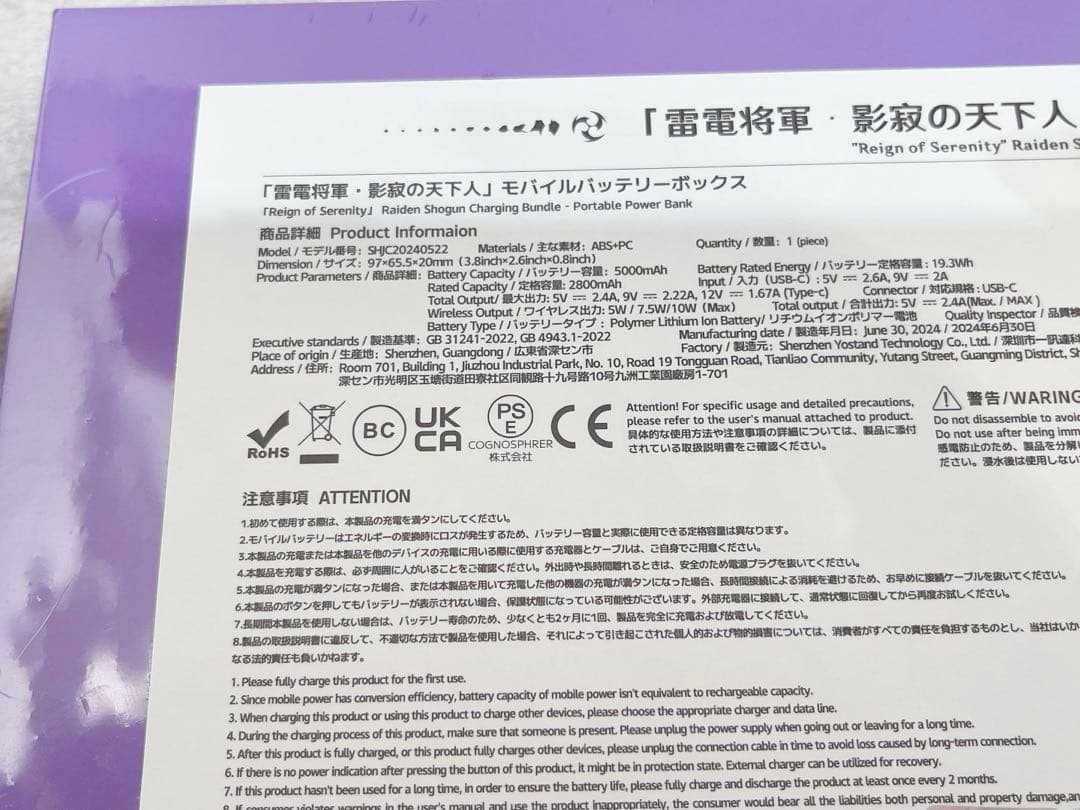 「雷電将軍・影寂の天下人
"Reign of Serenity" Raiden S
「雷電将軍・影寂の天下人」モバイルバッテリーボックス
「Reign of Serenity」 Raiden Shogun Charging Bundle - Portable Power Bank
商品詳細 Product Informaion
Model / モデル番号: SHJC20240522 Materials / 主な素材: ABS+PC Quantity / 数量: 1 (piece)
Dimension / サイズ: 97×65.5×20mm (3.8inch×2.6inch×0.8inch)
Product Parameters / 商品詳細: Battery Capacity / バッテリー容量: 5000mAh Battery Rated Energy / バッテリー定格容量: 19.3Wh
Rated Capacity / 定格容量: 2800mAh Input / 入力 (USB-C): 5V ⎓ 2.6A, 9V ⎓ 2A
Total Output/ 最大出力: 5V ⎓ 2.4A, 9V ⎓ 2.22A, 12V ⎓ 1.67A (Type-c) Connector / 対応規格: USB-C
Wireless Output / ワイヤレス出力: 5W / 7.5W/10W (Max) Total output / 合計出力: 5V ⎓ 2.4A(Max. / MAX )
Battery Type / バッテリータイプ : Polymer Lithium Ion Battery/ リチウムイオンポリマー電池 Quality Inspector / 品質検
Executive standards / 製造基準: GB 31241-2022, GB 4943.1-2022 Manufacturing date / 製造年月日: June 30, 2024 / 2024年6月30日
Place of origin / 生産地: Shenzhen, Guangdong / 広東省深セン市 Factory / 製造元: Shenzhen Yostand Technology Co., Ltd. / 深圳市一訊達科
Address / 住所: Room 701, Building 1, Jiuzhou Industrial Park, No. 10, Road 19 Tongguan Road, Tianliao Community, Yutang Street, Guangming District, Sh
深セン市光明区玉塘街道田寮社区同観路十九号路10号九洲工業園廠房1-701
RoHS
BC
UK
CA
PS
E
COGNOSPHRER
株式会社
CE
Attention! For specific usage and detailed precautions,
please refer to the user's manual attached to product.
具体的な使用方法や注意事項の詳細については、製品に添付
されている取扱説明書をご確認ください。
警告/WARNING
Do not disassemble to avoid
Do not use after being imm
感電防止のため、製品を分解
ださい。浸水後は使用しない
注意事項 ATTENTION
1.初めて使用する際は、本製品の充電を満タンにしてください。
2.モバイルバッテリーはエネルギーの変換時にロスが発生するため、バッテリー容量と実際に使用できる定格容量は異なります。
3.本製品の充電または本製品を他のデバイスの充電に用いる際に使用する充電器とケーブルは、ご自身でご用意ください。
4.本製品を充電する際は、必ず周囲に人がいることをご確認ください。外出時や長時間離れるときは、安全のため電源プラグを抜いてください。
5.本製品の充電が満タンになった場合、または本製品を用いて充電した他の機器の充電が満タンになった場合、長時間接続による消耗を避けるため、お早めに接続ケーブルを抜いてください。
6.本製品のボタンを押してもバッテリーが表示されない場合、保護状態になっている可能性がございます。外部充電器に接続して、通常状態に回復してから再度お試しください。
7.長期間本製品を使用しない場合は、バッテリー寿命のため、少なくとも2ヶ月に1回、製品を完全に充電および放電してください。
8.製品の取扱説明書に違反して、不適切な方法で製品を使用した場合、それによって引き起こされた個人的および物的損害については、消費者がすべての責任を負担するものとし、当社はいか
なる法的責任も負いかねます。
1. Please fully charge this product for the first use.
2. Since mobile power has conversion efficiency, battery capacity of mobile power isn't equivalent to rechargeable capacity.
3. When charging this product or using this product to charge other devices, please choose the appropriate charger and data line.
4. During the charging process of this product, make sure that someone is present. Please unplug the power supply when going out or leaving for a long time.
5. After this product is fully charged, or this product fully charges other devices, please unplug the connection cable in time to avoid loss caused by long-term connection.
6. If there is no power indication after pressing the button of this product, it might be in protection state. External charger can be utilized for recovery.
7. If this product hasn't been used for a long time, in order to ensure the battery life, please fully charge and discharge the product at least once every 2 months.
8. If consumer violates warnings in the user's manual and use the product inappropriately, the consumer would bear all the liabilities both personal and property damage,an